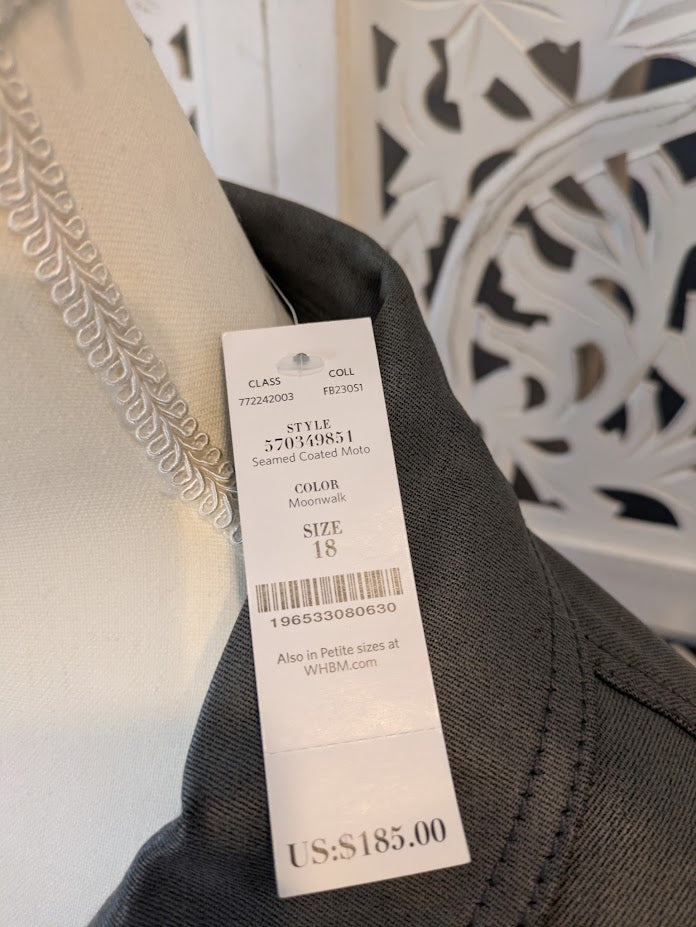 CLASS COLL
772242003 FB230S1
STYLE
570349851
Seamed Coated Moto
COLOR
Moonwalk
SIZE
18
196533080630
Also in Petite sizes at
WHBM.com
US:$185.00